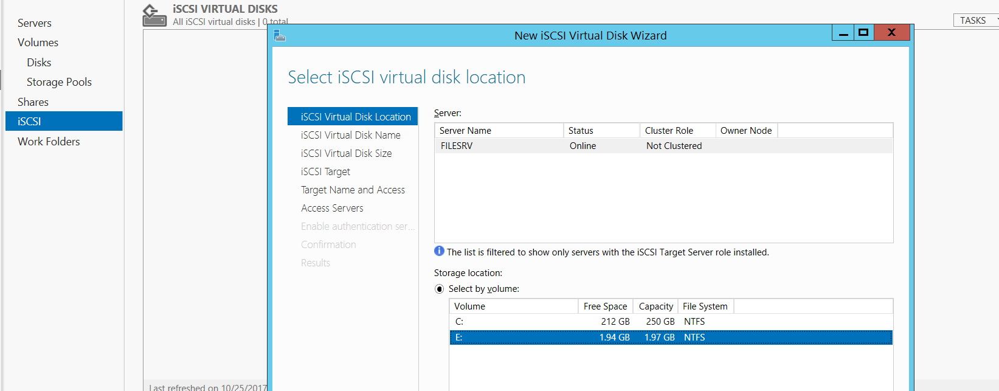 Servers
Volumes
Disks
Storage Pools
Shares
iSCSI
Work Folders
iSCSI VIRTUAL DISKS
All iSCSI virtual disks | 0 total
TASKS
New iSCSI Virtual Disk Wizard
Select iSCSI virtual disk location
iSCSI Virtual Disk Location
iSCSI Virtual Disk Name
iSCSI Virtual Disk Size
iSCSI Target
Target Name and Access
Access Servers
Enable authentication ser...
Confirmation
Results
Server:
Server Name Status Cluster Role Owner Node
FILESRV Online Not Clustered
The list is filtered to show only servers with the iSCSI Target Server role installed.
Storage location:
Select by volume:
Volume Free Space Capacity File System
C: 212 GB 250 GB NTFS
E: 1.94 GB 1.97 GB NTFS
Last refreshed on 10/25/2017